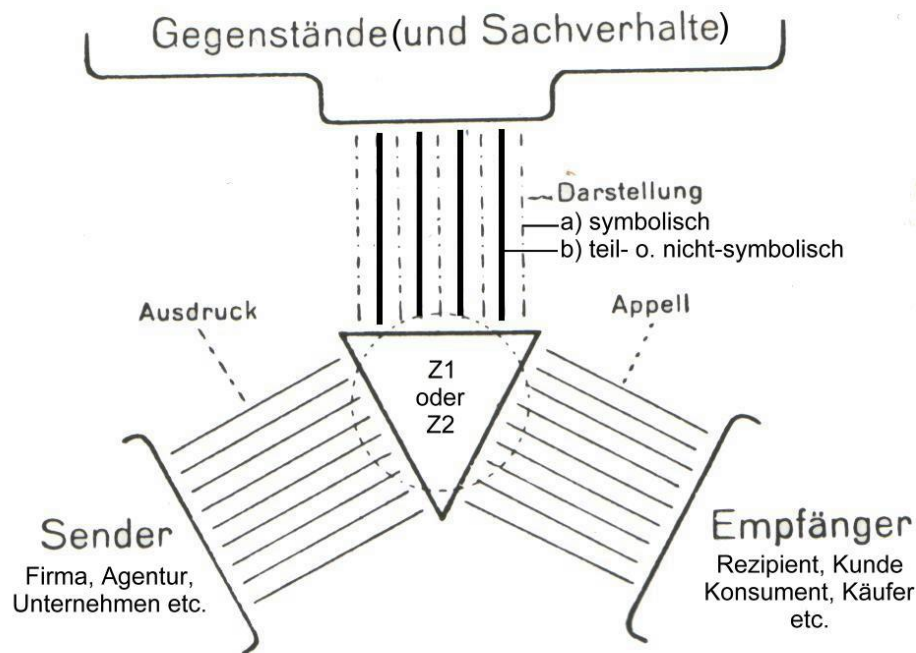 Gegenstände(und Sachverhalte)
Darstellung
a) symbolisch
b) teil- o. nicht-symbolisch
Ausdruck
Appell
Z1
oder
Z2
Sender
Firma, Agentur,
Unternehmen etc.
Empfänger
Rezipient, Kunde
Konsument, Käufer
etc.